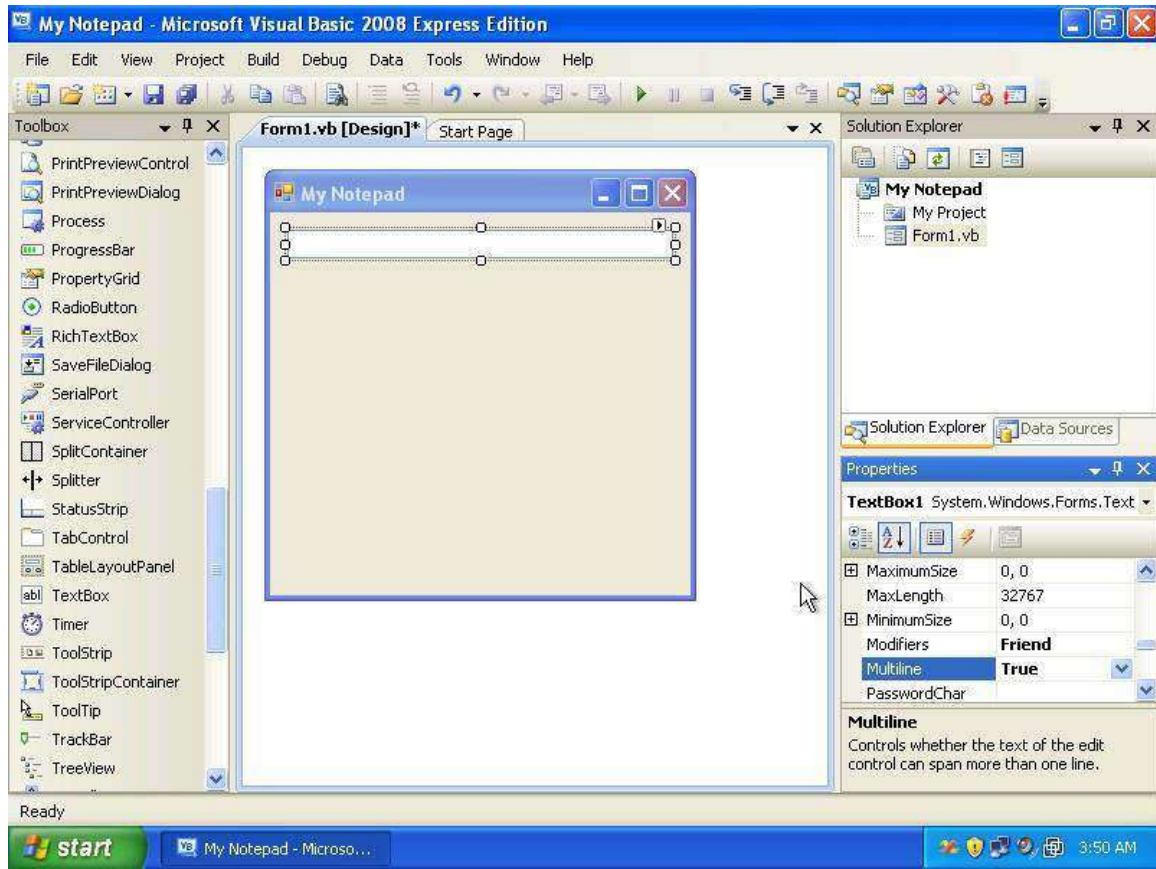 My Notepad - Microsoft Visual Basic 2008 Express Edition
File Edit View Project Build Debug Data Tools Window Help
Toolbox
PrintPreviewControl
PrintPreviewDialog
Process
ProgressBar
PropertyGrid
RadioButton
RichTextBox
SaveFileDialog
SerialPort
ServiceController
SplitContainer
Splitter
StatusStrip
TabControl
TableLayoutPanel
TextBox
Timer
ToolStrip
ToolStripContainer
ToolTip
TrackBar
TreeView
Form1.vb [Design]* Start Page
My Notepad
Solution Explorer
My Notepad
My Project
Form1.vb
Solution Explorer Data Sources
Properties
TextBox1 System.Windows.Forms.Text
MaximumSize 0, 0
MaxLength 32767
MinimumSize 0, 0
Modifiers Friend
Multiline True
PasswordChar
Multiline
Controls whether the text of the edit
control can span more than one line.
Ready
start My Notepad - Microso... 3:50 AM